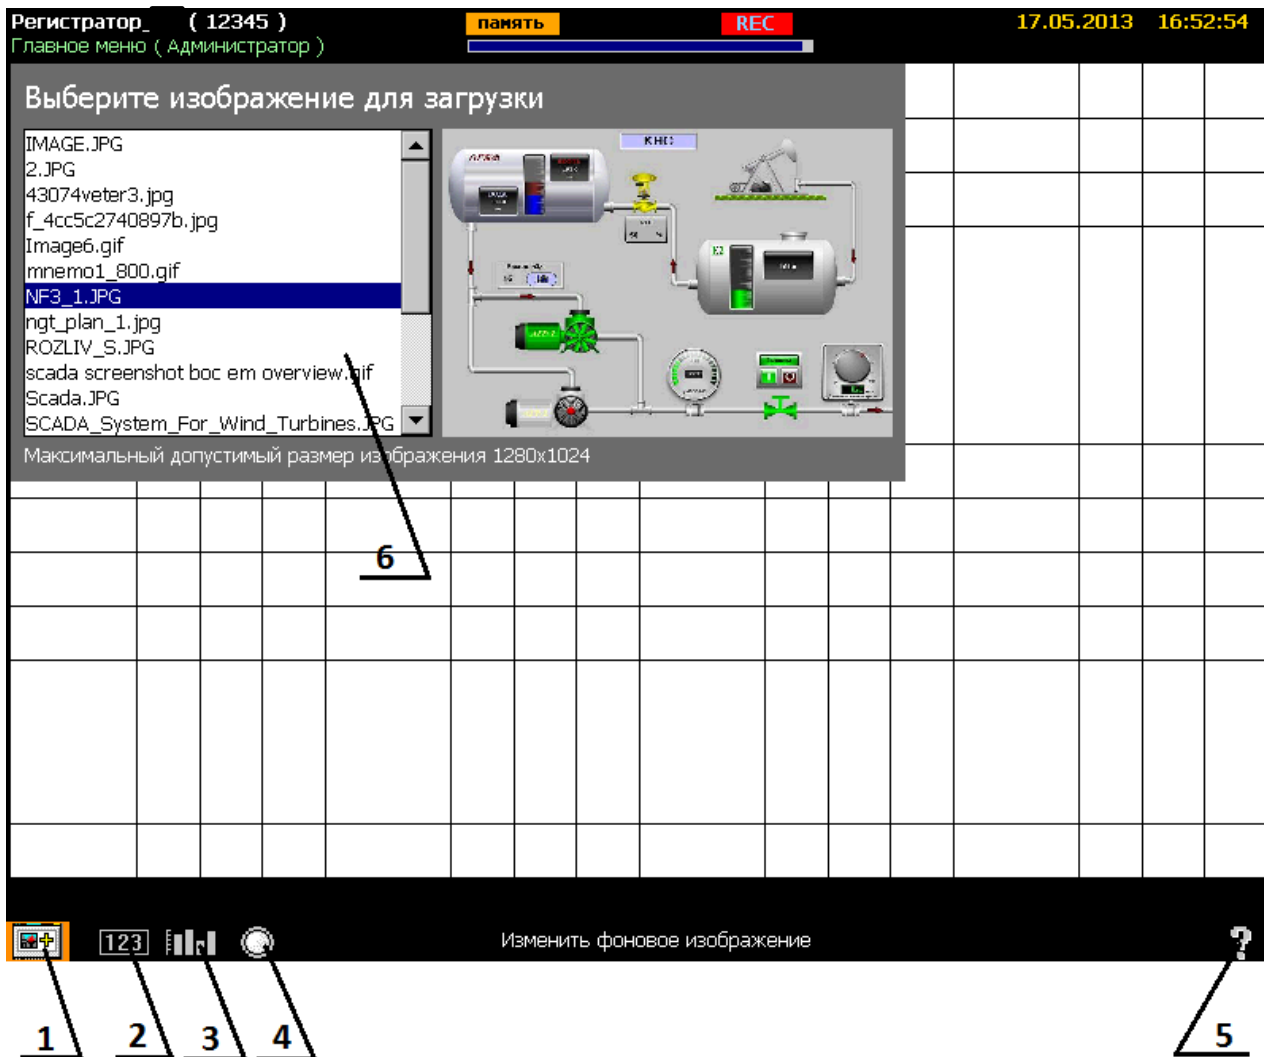 Регистратор_ ( 12345 ) память REC 17.05.2013 16:52:54
Главное меню ( Администратор )
Выберите изображение для загрузки
IMAGE.JPG
2.JPG
43074veter3.jpg
f_4cc5c2740897b.jpg
Image6.gif
mnemo1_800.gif
NF3_1.JPG
ngt_plan_1.jpg
ROZLIV_S.JPG
scada screenshot boc em overview.gif
Scada.JPG
SCADA_System_For_Wind_Turbines.JPG
Максимальный допустимый размер изображения 1280x1024
6
123 Изменить фоновое изображение ?
1 2 3 4 5